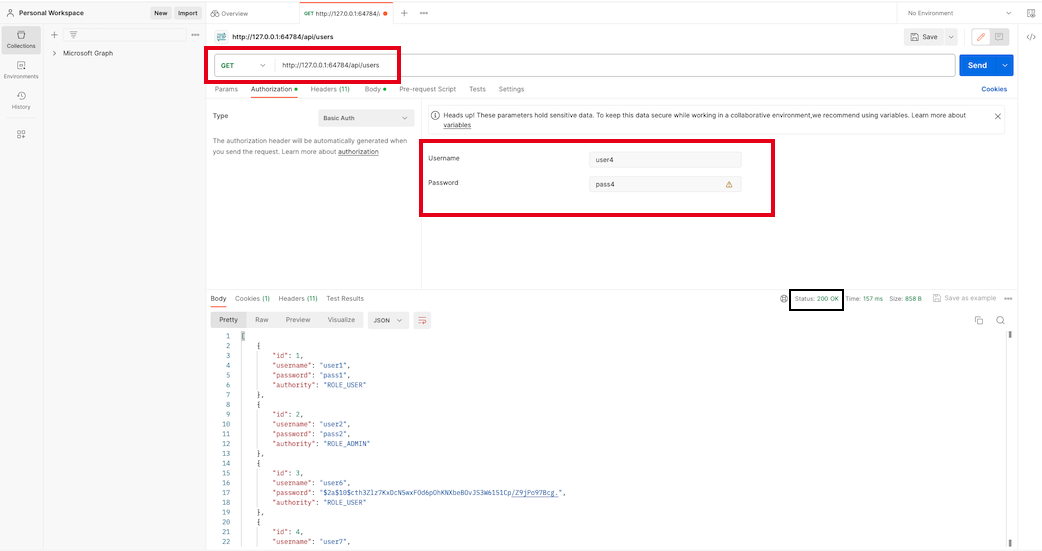 Personal Workspace
New
Import
Overview
GET http://127.0.0.1:64784/
No Environment
Collections
Environments
History
Microsoft Graph
http://127.0.0.1:64784/api/users
Save
GET
http://127.0.0.1:64784/api/users
Send
Params
Authorization
Headers (11)
Body
Pre-request Script
Tests
Settings
Cookies
Type
Basic Auth
The authorization header will be automatically generated when
you send the request. Learn more about authorization
Heads up! These parameters hold sensitive data. To keep this data secure while working in a collaborative environment,we recommend using variables. Learn more about
variables
Username
user4
Password
pass4
Body
Cookies (1)
Headers (11)
Test Results
Status: 200 OK
Time: 157 ms
Size: 858 B
Save as example
Pretty
Raw
Preview
Visualize
JSON
1 [
2 {
3 "id": 1,
4 "username": "user1",
5 "password": "pass1",
6 "authority": "ROLE_USER"
7 },
8 {
9 "id": 2,
10 "username": "user2",
11 "password": "pass2",
12 "authority": "ROLE_ADMIN"
13 },
14 {
15 "id": 3,
16 "username": "user6",
17 "password":
18 "authority": "ROLE_USER"
19 },
20 {
21 "id": 4,
22 "username": "user7",